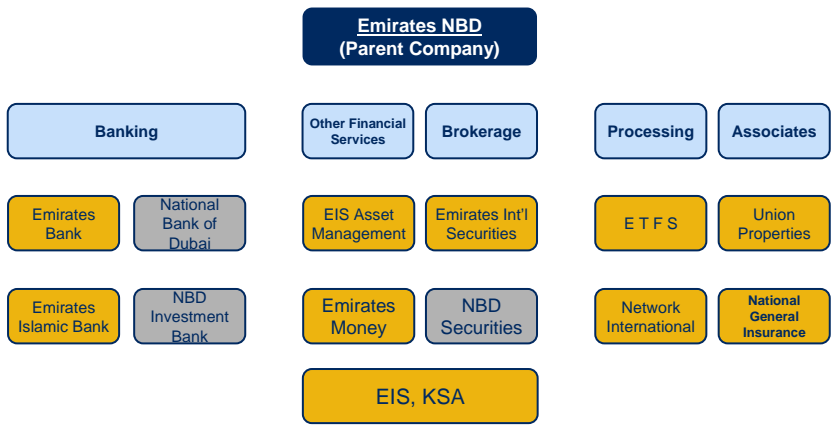 Emirates NBD
(Parent Company)
Banking
Other Financial
Services
Brokerage
Processing
Associates
Emirates
Bank
National
Bank of
Dubai
EIS Asset
Management
Emirates Int'l
Securities
E T F S
Union
Properties
Emirates
Islamic Bank
NBD
Investment
Bank
Emirates
Money
NBD
Securities
Network
International
National
General
Insurance
EIS, KSA